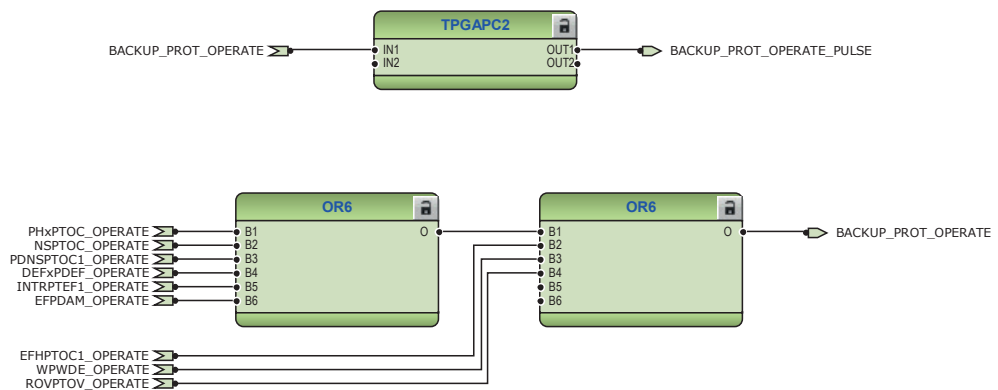 TPGAPC2
BACKUP_PROT_OPERATE IN1 OUT1 BACKUP_PROT_OPERATE_PULSE
IN2 OUT2
OR6 OR6
PHxPTOC_OPERATE B1 O B1 O BACKUP_PROT_OPERATE
NSPTOC_OPERATE B2 B2
PDNSPTOC1_OPERATE B3 B3
DEFxPDEF_OPERATE B4 B4
INTRPTEF1_OPERATE B5 B5
EFPDAM_OPERATE B6 B6
EFHPTOC1_OPERATE
WPWDE_OPERATE
ROVPTOV_OPERATE